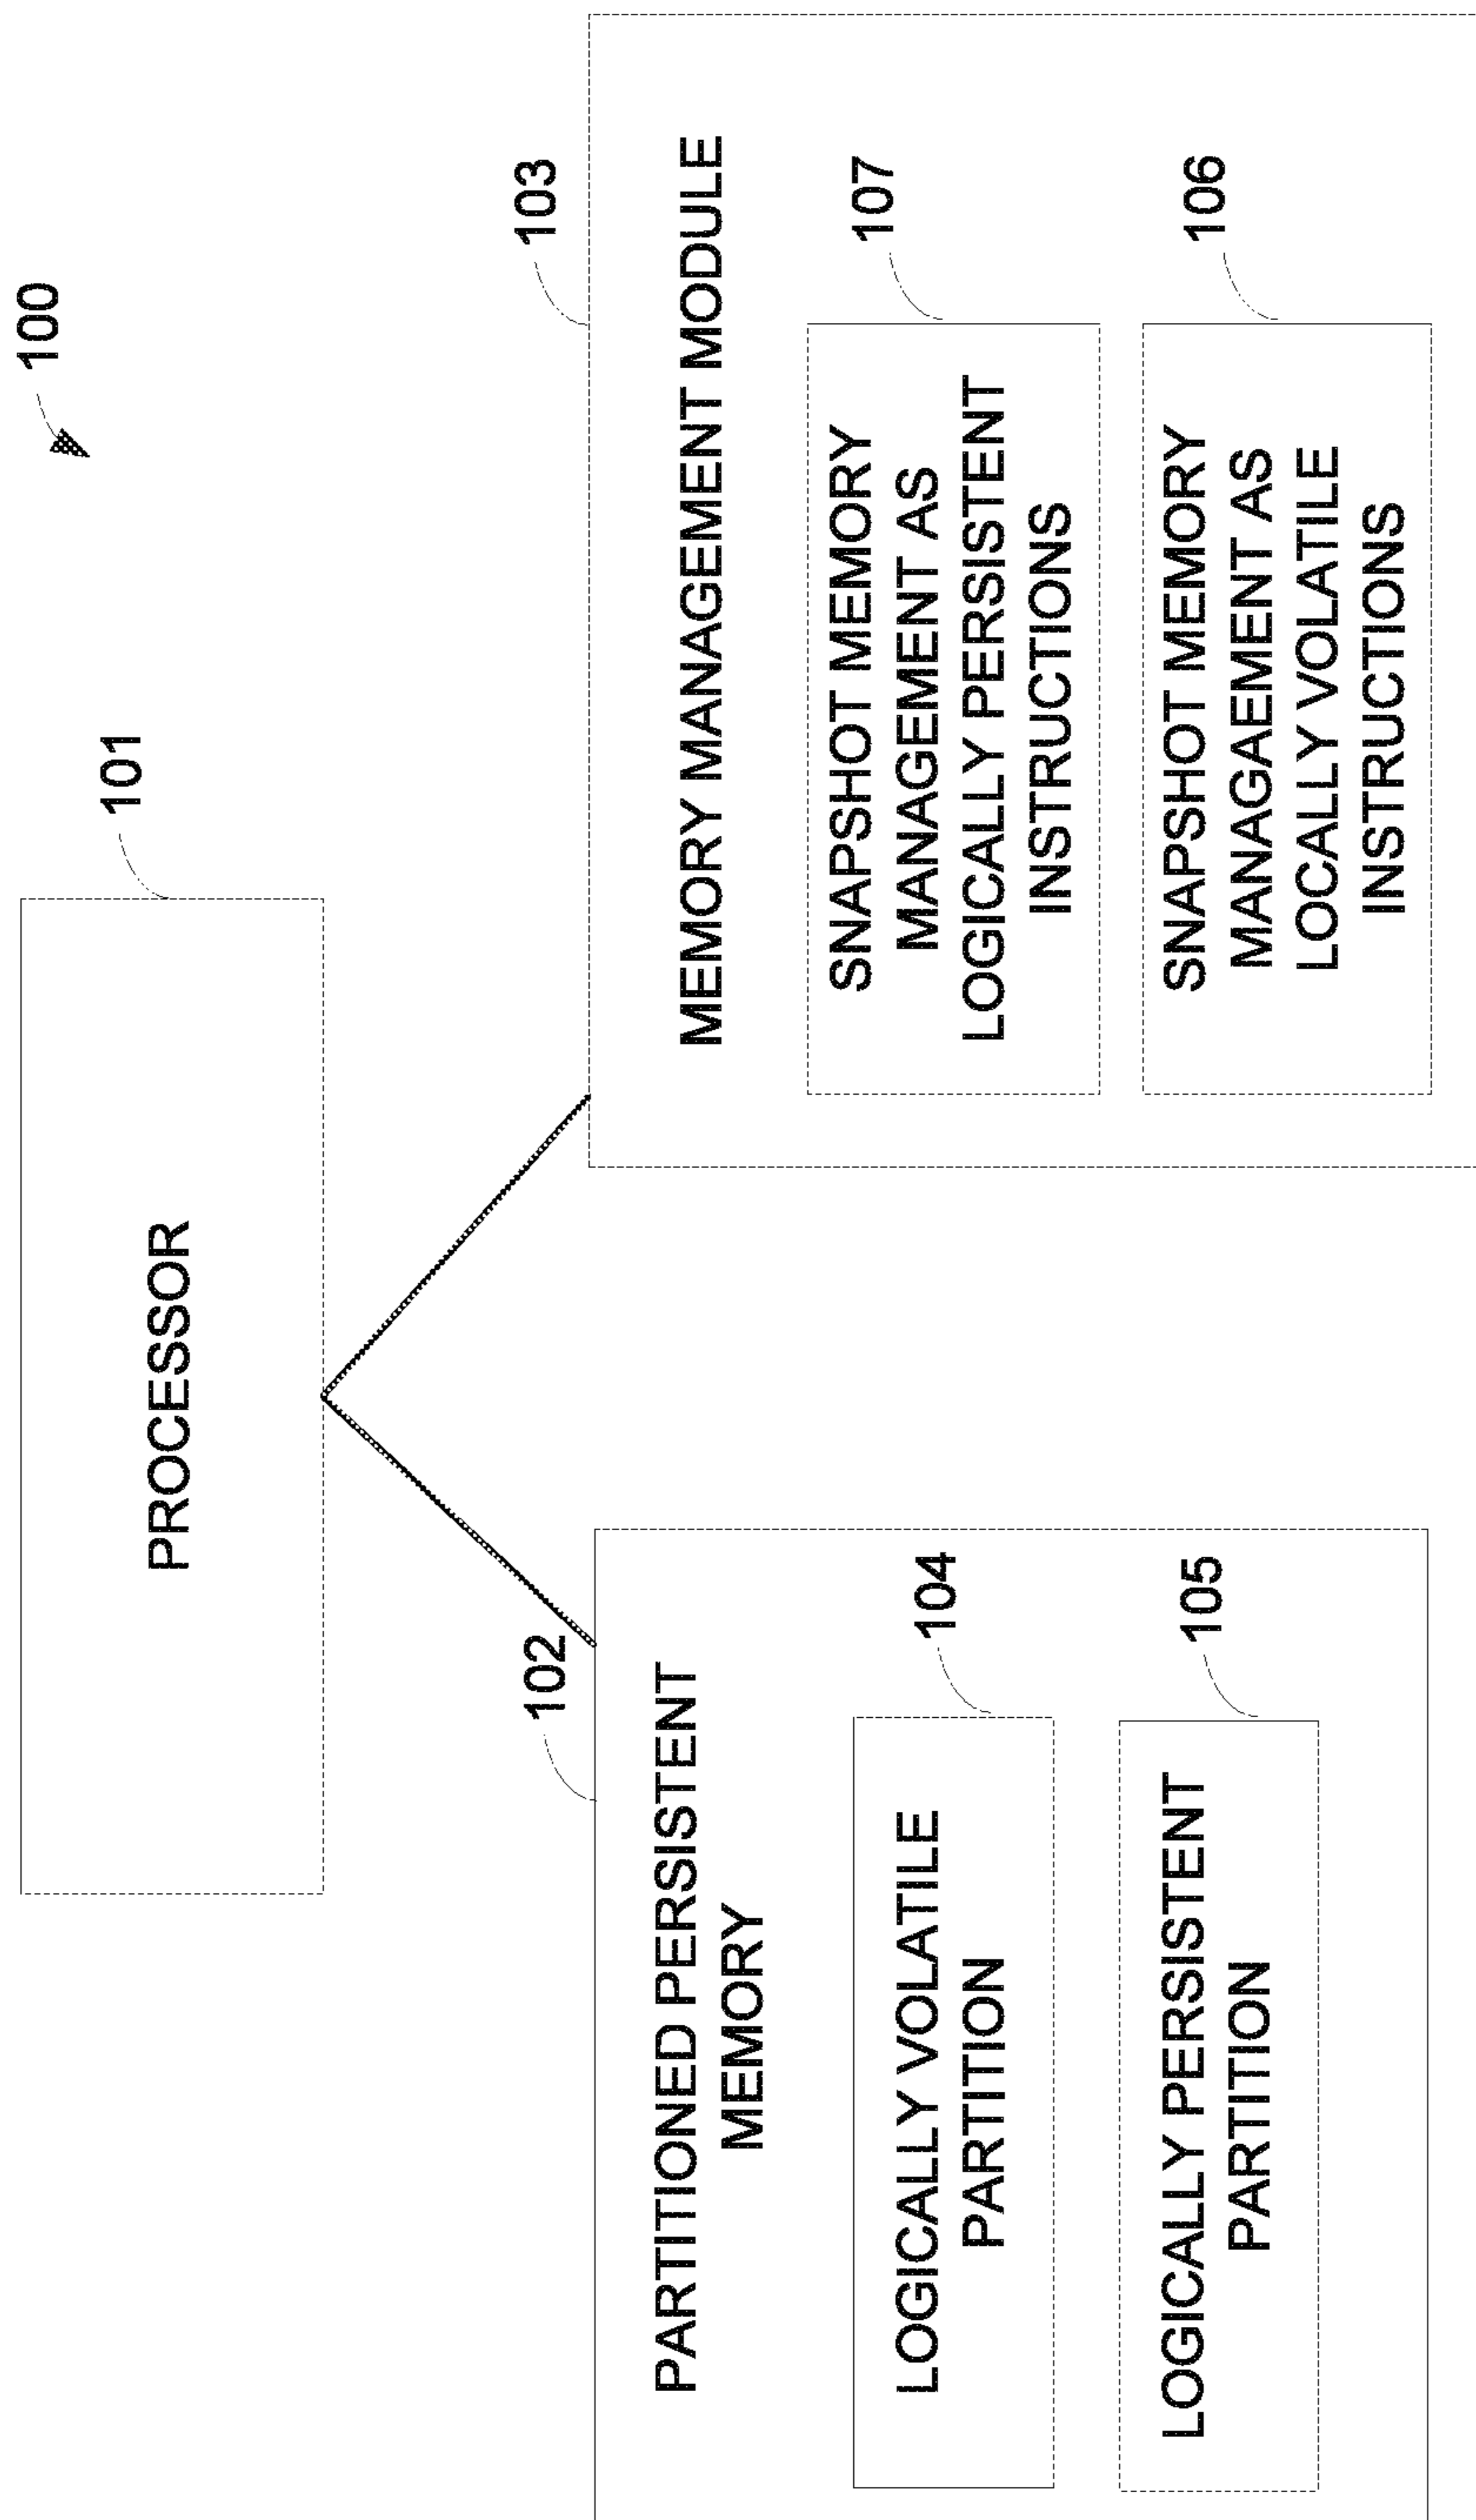 100
101
PROCESSOR
102
PARTITIONED PERSISTENT
MEMORY
104
LOGICALLY VOLATILE
PARTITION
105
LOGICALLY PERSISTENT
PARTITION
103
MEMORY MANAGEMENT MODULE
107
SNAPSHOT MEMORY
MANAGEMENT AS
LOGICALLY PERSISTENT
INSTRUCTIONS
106
SNAPSHOT MEMORY
MANAGAEMENT AS
LOCALLY VOLATILE
INSTRUCTIONS